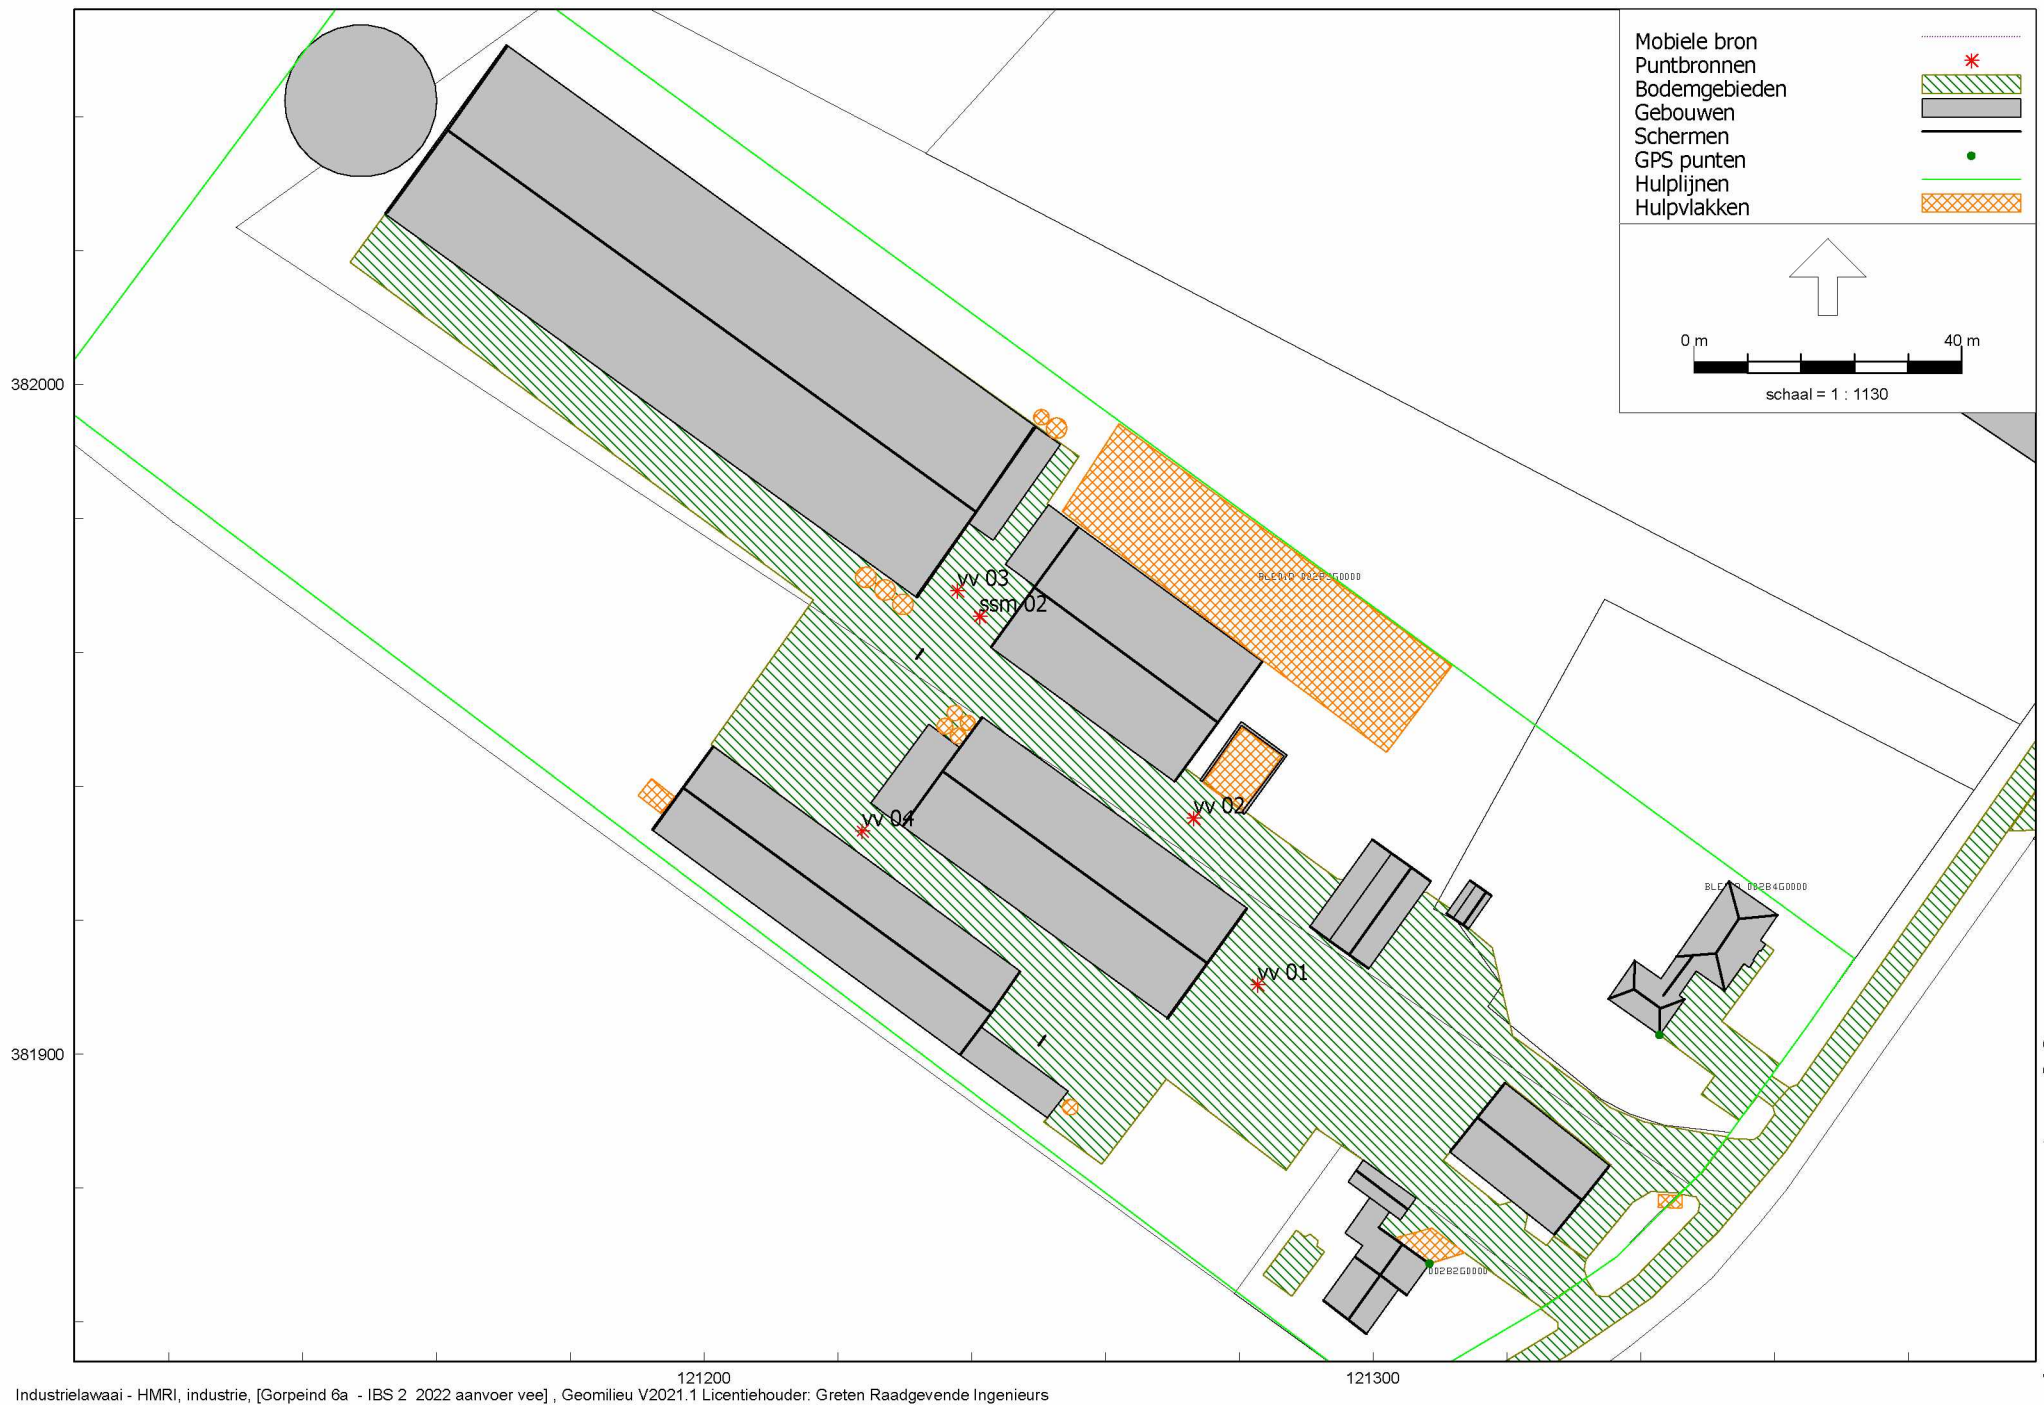 Mobiele bron
Puntbronnen
Bodemgebieden
Gebouwen
Schermen
GPS punten
Hulplijnen
Hulpvlakken
0 m 40 m
schaal = 1 : 1130
382000
vv 03
ssm 02
vv 02
vv 04
vv 01
381900
121200 121300
Industrielawaai - HMRI, industrie, [Gorpeind 6a - IBS 2 2022 aanvoer vee] , Geomilieu V2021.1 Licentiehouder: Greten Raadgevende Ingenieurs